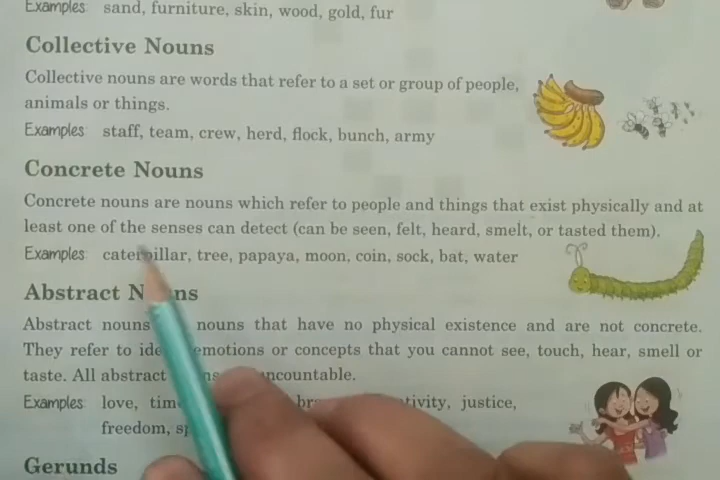 Examples: sand, furniture, skin, wood, gold, fur
Collective Nouns
Collective nouns are words that refer to a set or group of people,
animals or things.
Examples: staff, team, crew, herd, flock, bunch, army
Concrete Nouns
Concrete nouns are nouns which refer to people and things that exist physically and at
least one of the senses can detect (can be seen, felt, heard, smelt, or tasted them).
Examples: caterpillar, tree, papaya, moon, coin, sock, bat, water
Abstract Nouns
Abstract nouns nouns that have no physical existence and are not concrete.
They refer to emotions or concepts that you cannot see, touch, hear, smell or
taste. All abstract uncountable.
Examples: love, justice,
freedom,
Gerunds